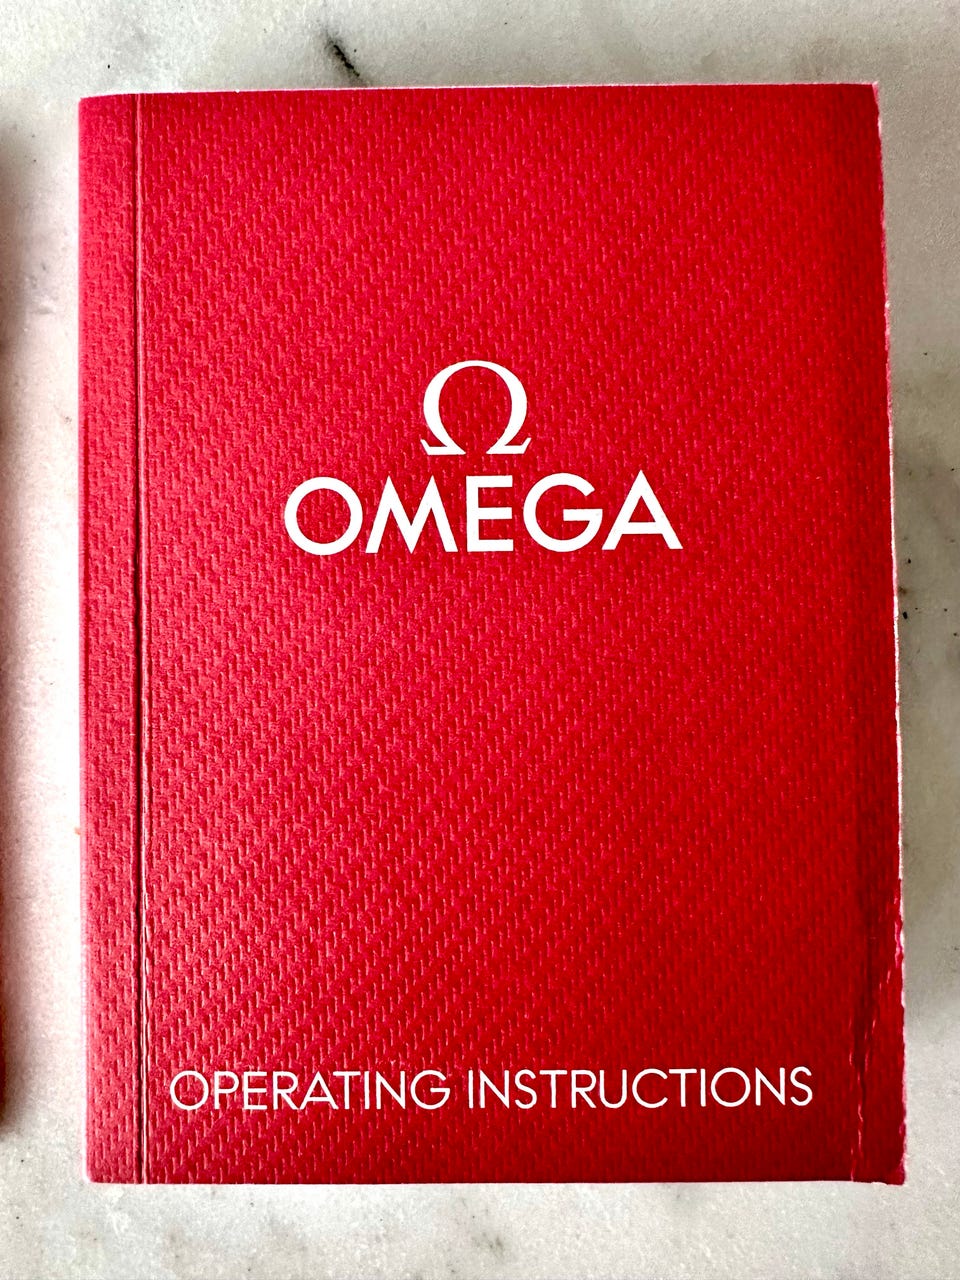 Ω
OMEGA
OPERATING INSTRUCTIONS